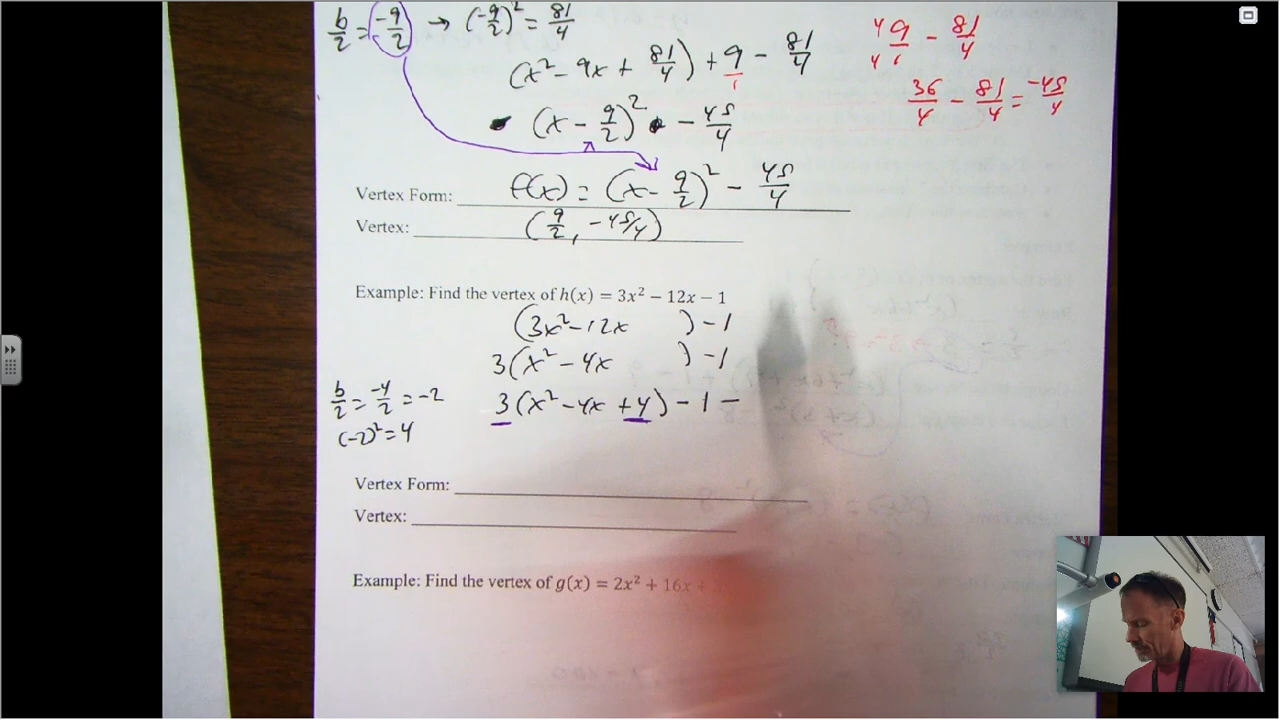 b/2 = -9/2 → (-9/2)² = 81/4
(x² - 9x + 81/4) + 9/1 - 81/4
(x - 9/2)² - 45/4
4 9 - 81
4 1 4
36/4 - 81/4 = -45/4
Vertex Form: f(x) = (x - 9/2)² - 45/4
Vertex: (9/2, -45/4)
Example: Find the vertex of h(x) = 3x² − 12x − 1
(3x² - 12x ) - 1
3(x² - 4x ) - 1
b/2 = -4/2 = -2
3(x² - 4x + 4) - 1 -
(-2)² = 4
Vertex Form:
Vertex:
Example: Find the vertex of g(x) = 2x² + 16x +